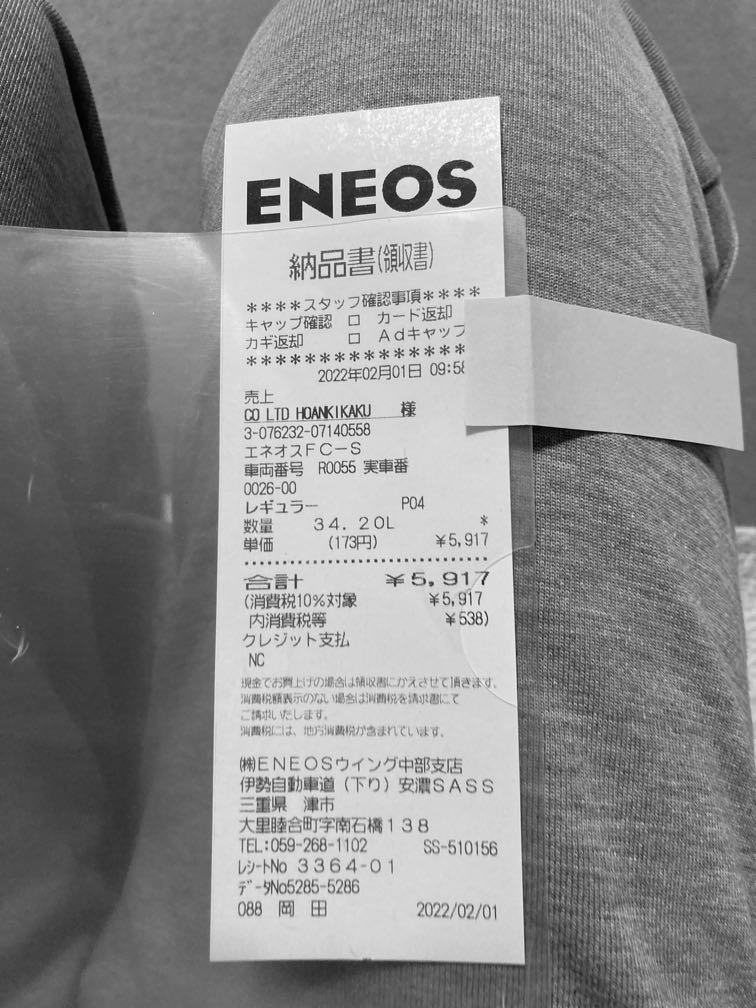 ENEOS
納品書(領収書)
****スタッフ確認事項****
キャップ確認 □ カード返却
カギ返却 □ Adキャップ
***************
2022年02月01日 09:58
売上
CO LTD HOANKIKAKU 様
3-076232-07140558
エネオスFC-S
車両番号 R0055 実車番
0026-00
レギュラー P04
数量 34.20L *
単価 (173円) ¥5,917
合計 ¥5,917
(消費税10%対象 ¥5,917
内消費税等 ¥538)
クレジット支払
NC
現金でお買上げの場合は領収書にかえさせて頂きます。
消費税額表示のない場合は消費税を請求書にて
ご請求いたします。
消費税には、地方消費税が含まれています。
㈱ENEOSウイング中部支店
伊勢自動車道(下り)安濃SASS
三重県 津市
大里睦合町字南石橋138
TEL:059-268-1102 SS-510156
レシートNo 3364-01
データNo5285-5286
088 岡田 2022/02/01